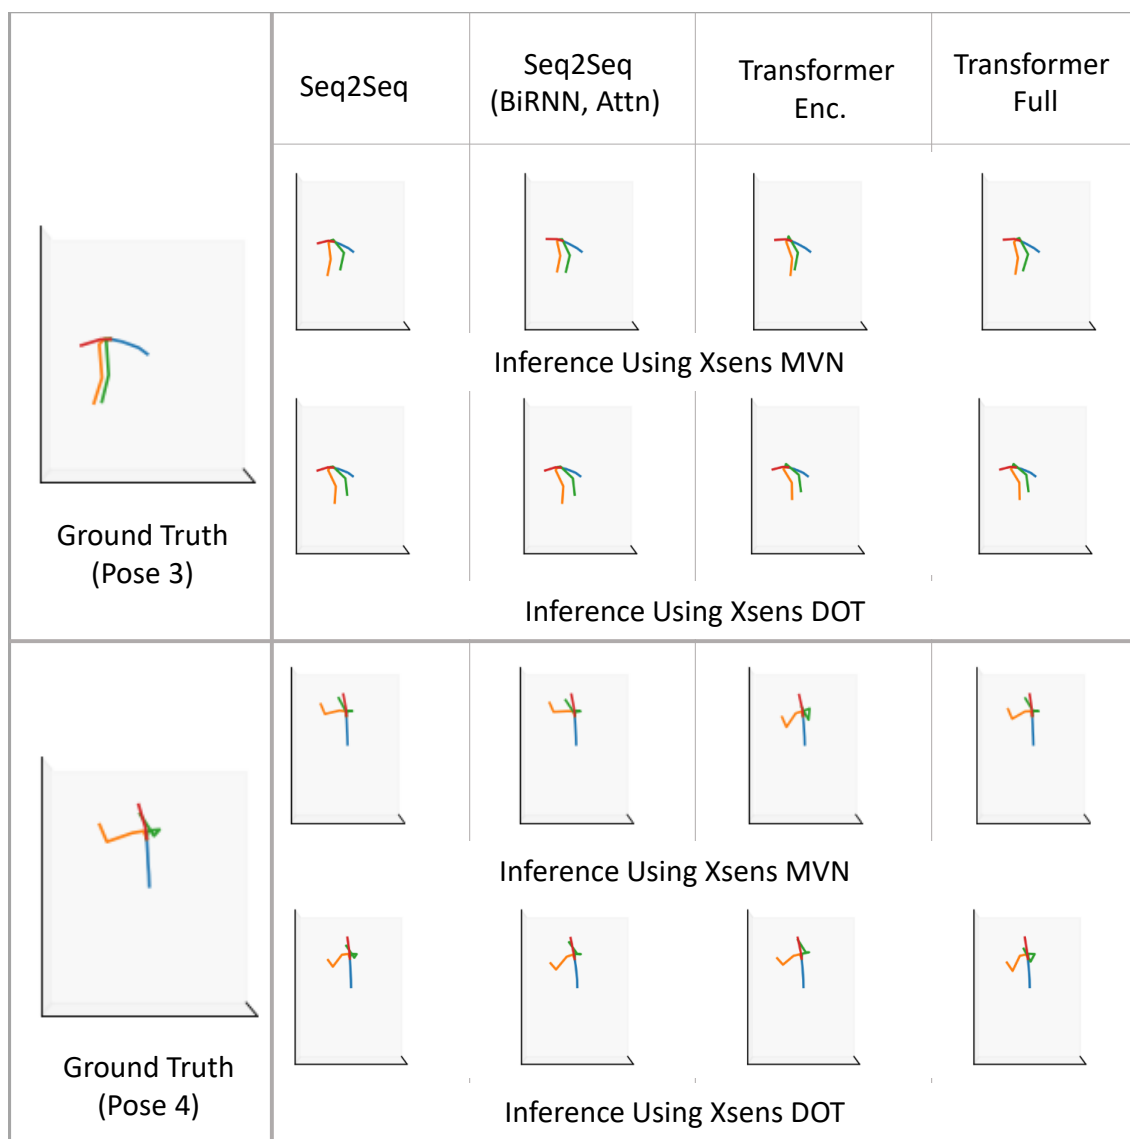 Seq2Seq
Seq2Seq
(BiRNN, Attn)
Transformer
Enc.
Transformer
Full
Inference Using Xsens MVN
Ground Truth
(Pose 3)
Inference Using Xsens DOT
Inference Using Xsens MVN
Ground Truth
(Pose 4)
Inference Using Xsens DOT